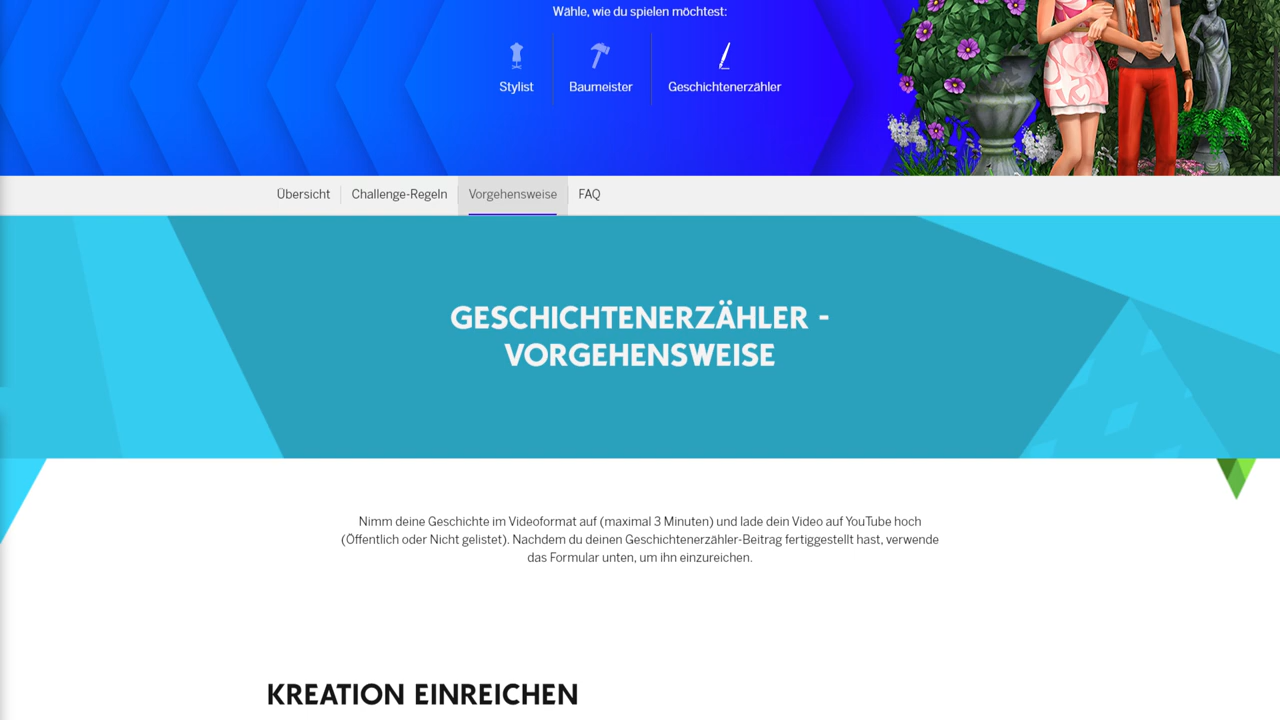 Wähle, wie du spielen möchtest:
Stylist
Baumeister
Geschichtenerzähler
Übersicht
Challenge-Regeln
Vorgehensweise
FAQ
GESCHICHTENERZÄHLER -
VORGEHENSWEISE
Nimm deine Geschichte im Videoformat auf (maximal 3 Minuten) und lade dein Video auf YouTube hoch
(Öffentlich oder Nicht gelistet). Nachdem du deinen Geschichtenerzähler-Beitrag fertiggestellt hast, verwende
das Formular unten, um ihn einzureichen.
KREATION EINREICHEN